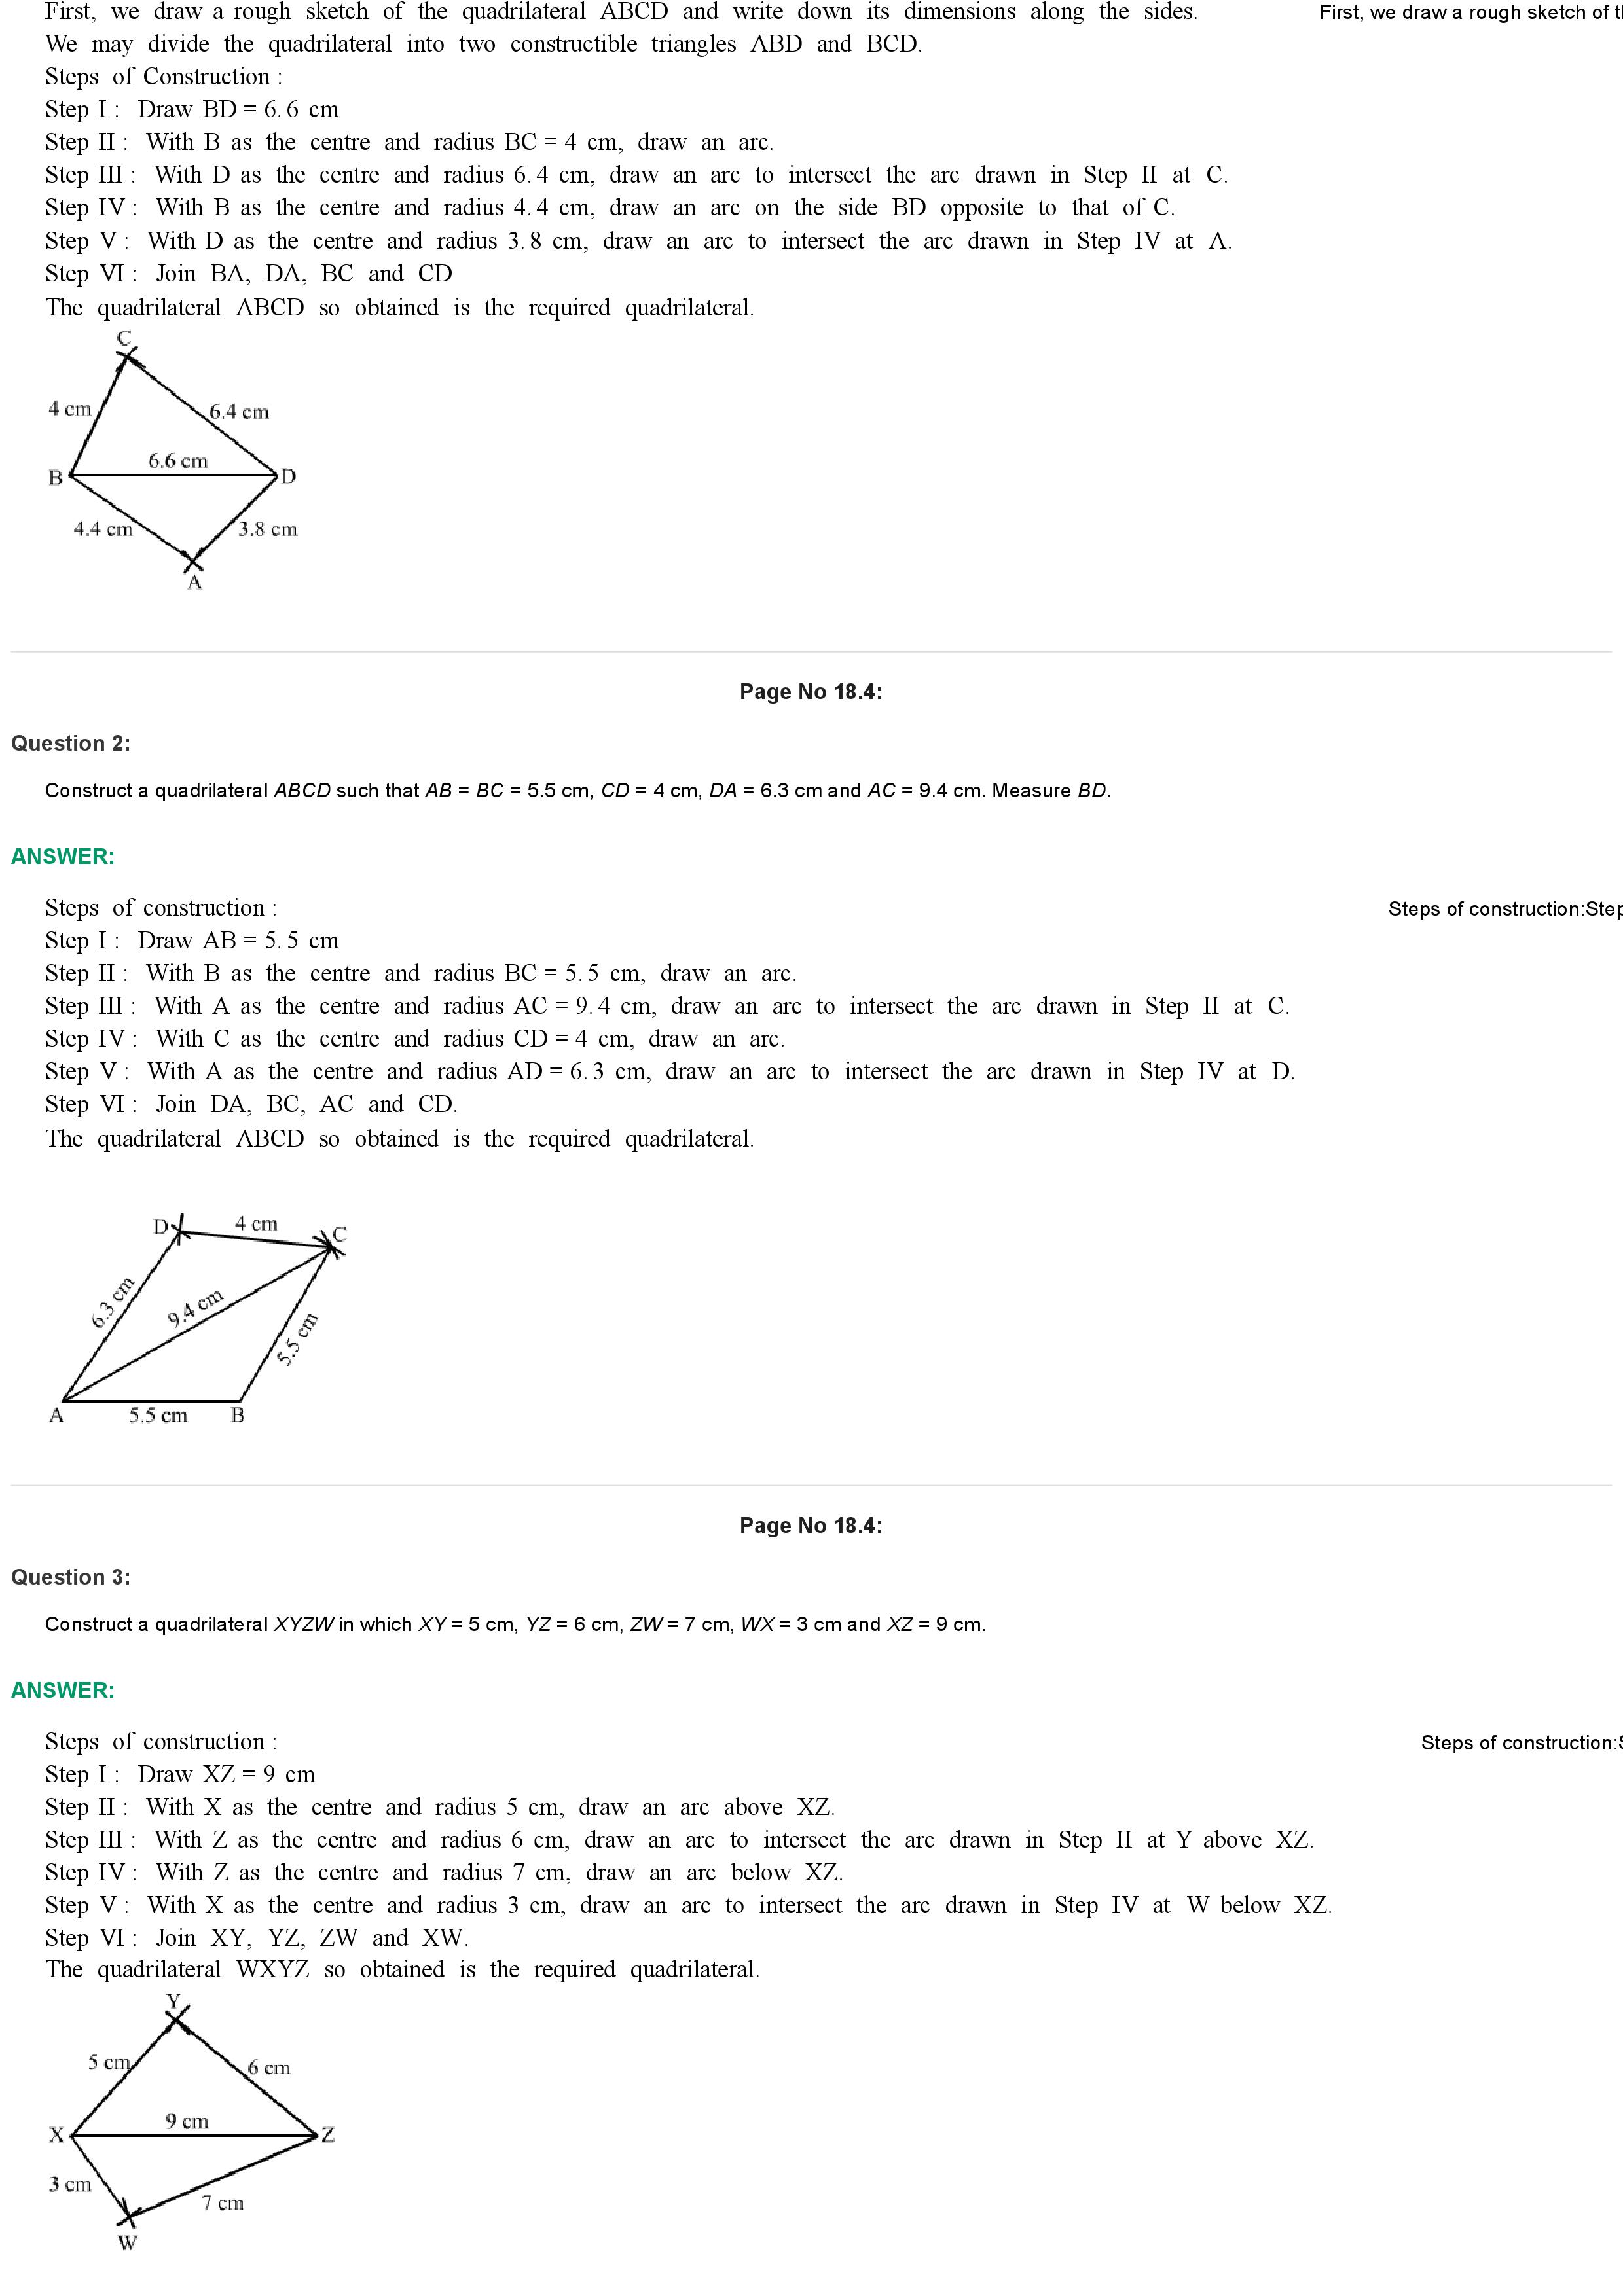 First, we draw a rough sketch of the quadrilateral ABCD and write down its dimensions along the sides.
First, we draw a rough sketch of t
We may divide the quadrilateral into two constructible triangles ABD and BCD.
Steps of Construction :
Step I : Draw BD = 6.6 cm
Step II : With B as the centre and radius BC = 4 cm, draw an arc.
Step III : With D as the centre and radius 6.4 cm, draw an arc to intersect the arc drawn in Step II at C.
Step IV : With B as the centre and radius 4.4 cm, draw an arc on the side BD opposite to that of C.
Step V : With D as the centre and radius 3.8 cm, draw an arc to intersect the arc drawn in Step IV at A.
Step VI : Join BA, DA, BC and CD
The quadrilateral ABCD so obtained is the required quadrilateral.
C
4 cm
6.4 cm
6.6 cm
B
D
4.4 cm
3.8 cm
A
Page No 18.4:
Question 2:
Construct a quadrilateral ABCD such that AB = BC = 5.5 cm, CD = 4 cm, DA = 6.3 cm and AC = 9.4 cm. Measure BD.
ANSWER:
Steps of construction :
Steps of construction:Step
Step I : Draw AB = 5.5 cm
Step II : With B as the centre and radius BC = 5.5 cm, draw an arc.
Step III : With A as the centre and radius AC = 9.4 cm, draw an arc to intersect the arc drawn in Step II at C.
Step IV : With C as the centre and radius CD = 4 cm, draw an arc.
Step V : With A as the centre and radius AD = 6.3 cm, draw an arc to intersect the arc drawn in Step IV at D.
Step VI : Join DA, BC, AC and CD.
The quadrilateral ABCD so obtained is the required quadrilateral.
D
4 cm
C
6.3 cm
9.4 cm
5.5 cm
A
5.5 cm
B
Page No 18.4:
Question 3:
Construct a quadrilateral XYZW in which XY = 5 cm, YZ = 6 cm, ZW = 7 cm, WX = 3 cm and XZ = 9 cm.
ANSWER:
Steps of construction :
Steps of construction:S
Step I : Draw XZ = 9 cm
Step II : With X as the centre and radius 5 cm, draw an arc above XZ.
Step III : With Z as the centre and radius 6 cm, draw an arc to intersect the arc drawn in Step II at Y above XZ.
Step IV : With Z as the centre and radius 7 cm, draw an arc below XZ.
Step V : With X as the centre and radius 3 cm, draw an arc to intersect the arc drawn in Step IV at W below XZ.
Step VI : Join XY, YZ, ZW and XW.
The quadrilateral WXYZ so obtained is the required quadrilateral.
Y
5 cm
6 cm
9 cm
X
Z
3 cm
7 cm
W